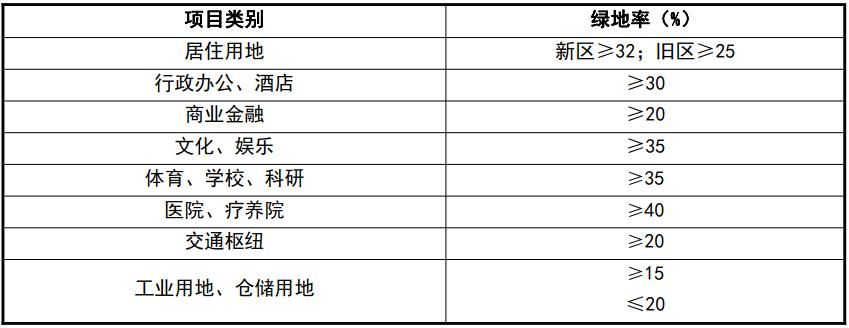 项目类别 绿地率（%）
居住用地 新区≥32；旧区≥25
行政办公、酒店 ≥30
商业金融 ≥20
文化、娱乐 ≥35
体育、学校、科研 ≥35
医院、疗养院 ≥40
交通枢纽 ≥20
工业用地、仓储用地 ≥15
≤20